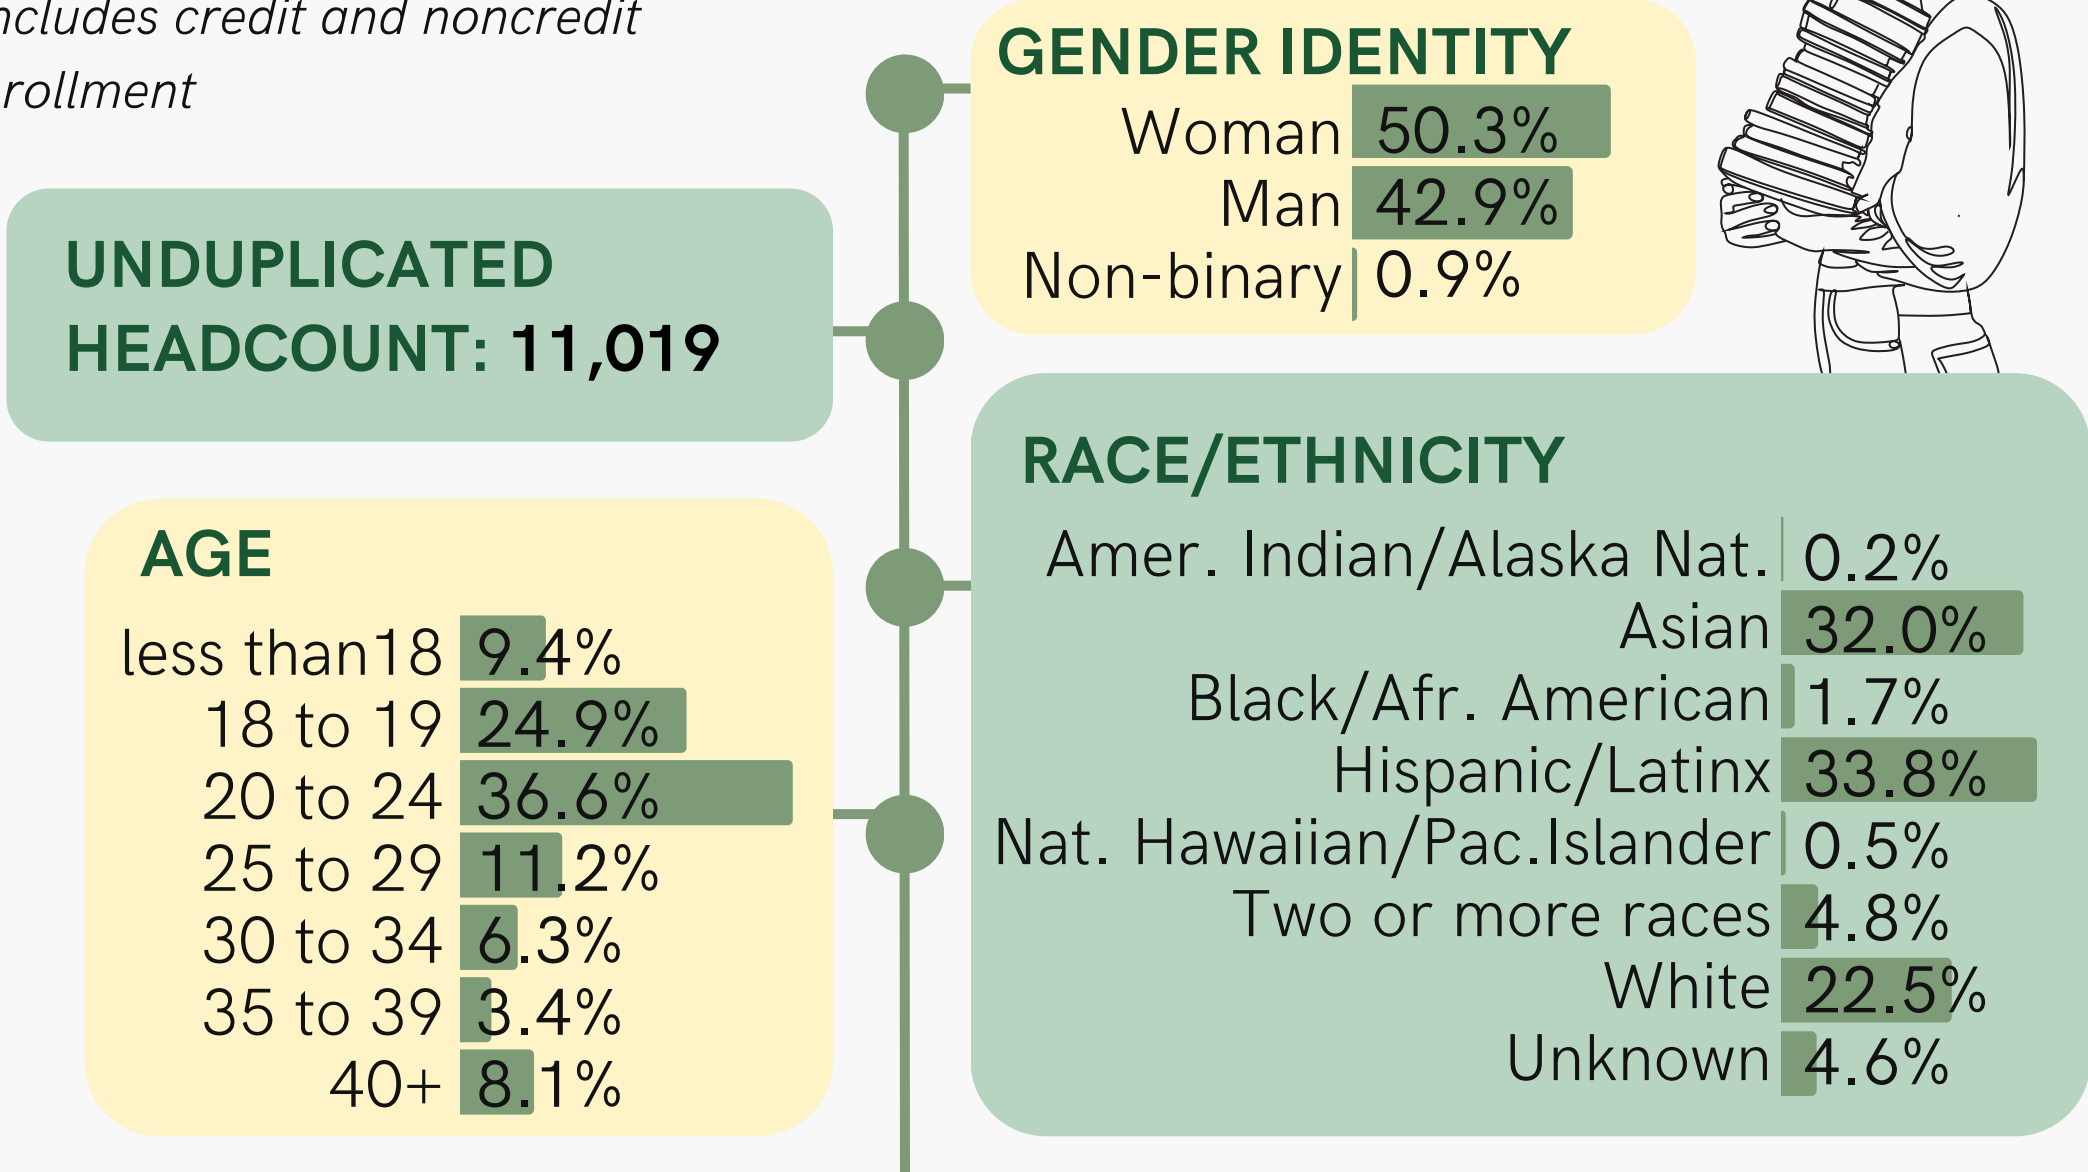 ncludes credit and noncredit
rollment
UNDUPLICATED
HEADCOUNT: 11,019
AGE
less than18 9.4%
18 to 19 24.9%
20 to 24 36.6%
25 to 29 11.2%
30 to 34 6.3%
35 to 39 3.4%
40+ 8.1%
GENDER IDENTITY
Woman 50.3%
Man 42.9%
Non-binary 0.9%
RACE/ETHNICITY
Amer. Indian/Alaska Nat. 0.2%
Asian 32.0%
Black/Afr. American 1.7%
Hispanic/Latinx 33.8%
Nat. Hawaiian/Pac.Islander 0.5%
Two or more races 4.8%
White 22.5%
Unknown 4.6%